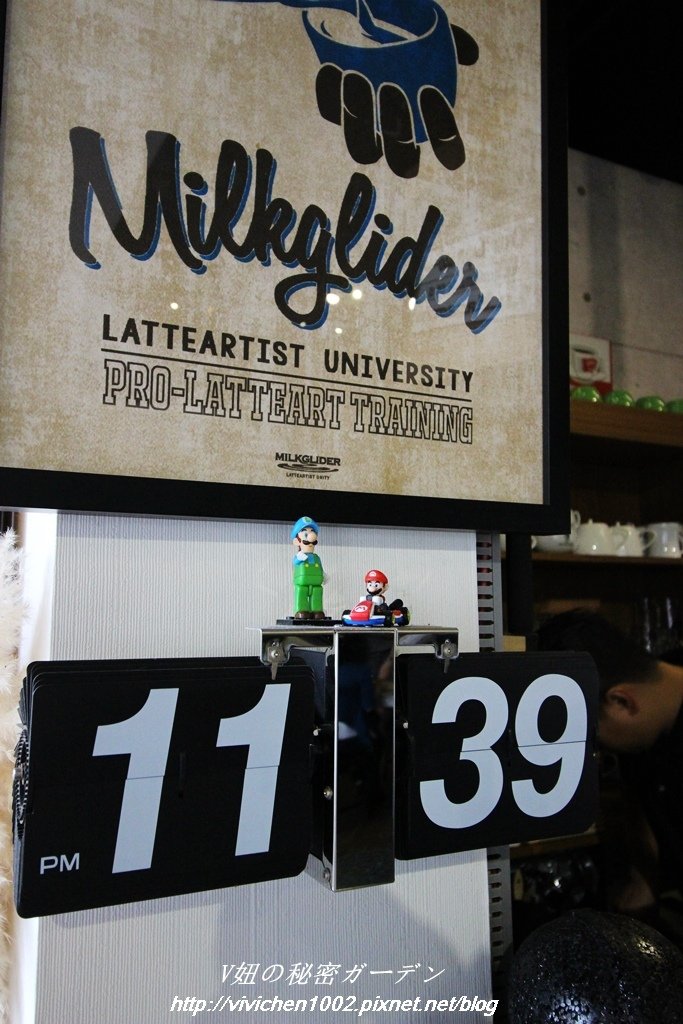 Milkglider
LATTEARTIST UNIVERSITY
PRO-LATTEART TRAINING
MILKGLIDER
LATTEARTIST UNITY
PM 11 39
V妞の秘密ガーデン
http://vivichen1002.pixnet.net/blog